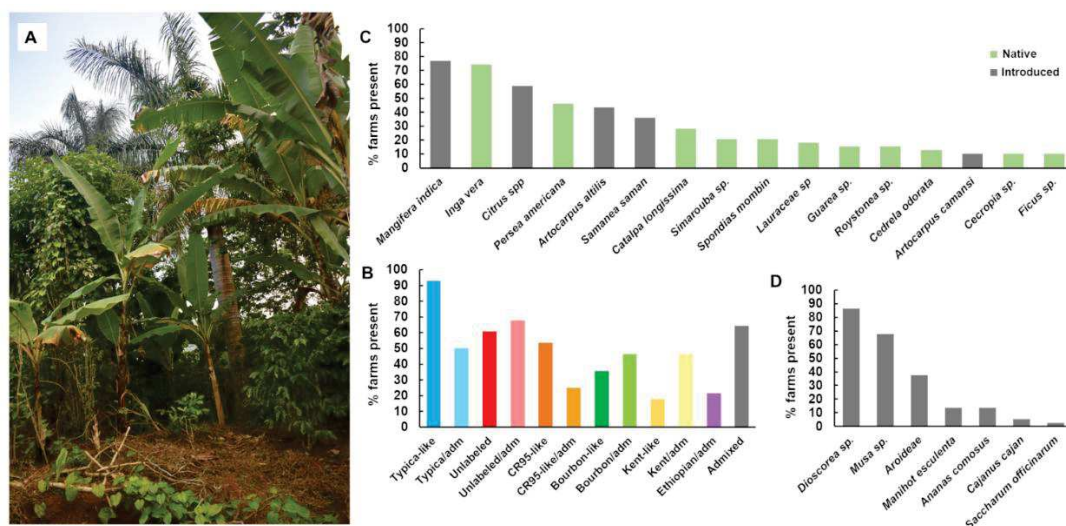 A
C
% farms present
100
90
80
70
60
50
40
30
20
10
0
Native
Introduced
Mangifera indica
Inga vera
Citrus spp
Persea americana
Artocarpus altilis
Samanea saman
Catalpa longissima
Simarouba sp.
Spondias mombin
Lauraceae sp
Guarea sp.
Roystonea sp.
Cedrela odorata
Artocarpus camansi
Cecropia sp.
Ficus sp.
B
% farms present
100
90
80
70
60
50
40
30
20
10
0
Typica-like
Typica/adm
Unlabeled
Unlabeled/adm
CR95-like
CR95-like/adm
Bourbon-like
Bourbon/adm
Kent-like
Kent/adm
Ethiopian/adm
Admixed
D
% farms present
100
90
80
70
60
50
40
30
20
10
0
Dioscorea sp.
Musa sp.
Aroideae
Manihot esculenta
Ananas comosus
Cajanus cajan
Saccharum officinarum